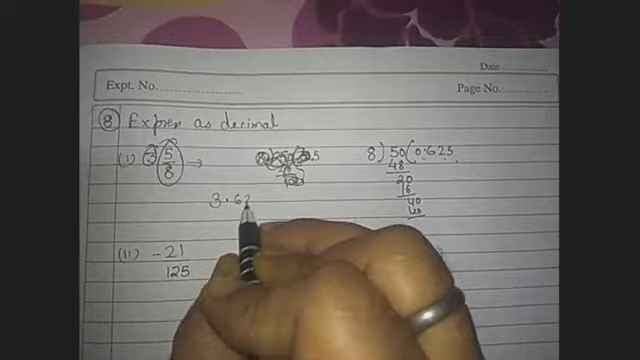 Date
Expt. No.
Page No.
8 Express as decimal
(i) 3 5/8 → 8) 50 (0.625
48
20
16
40
40
3.62
(ii) -21
125